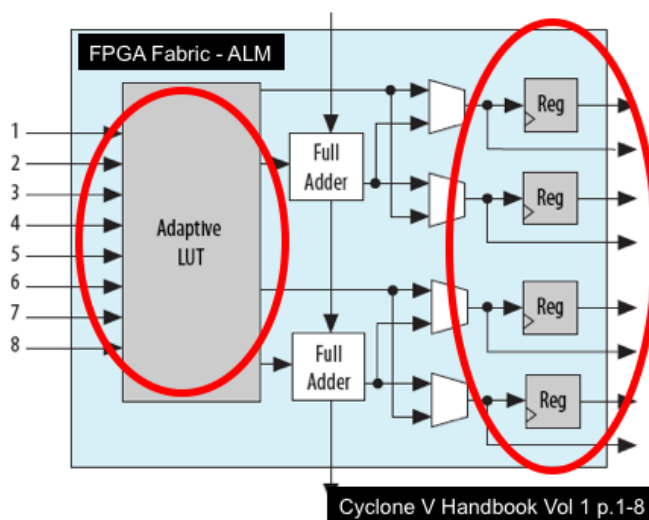 FPGA Fabric - ALM
1
2
3
4
5
6
7
8
Adaptive
LUT
Full
Adder
Full
Adder
Reg
Reg
Reg
Reg
Cyclone V Handbook Vol 1 p.1-8